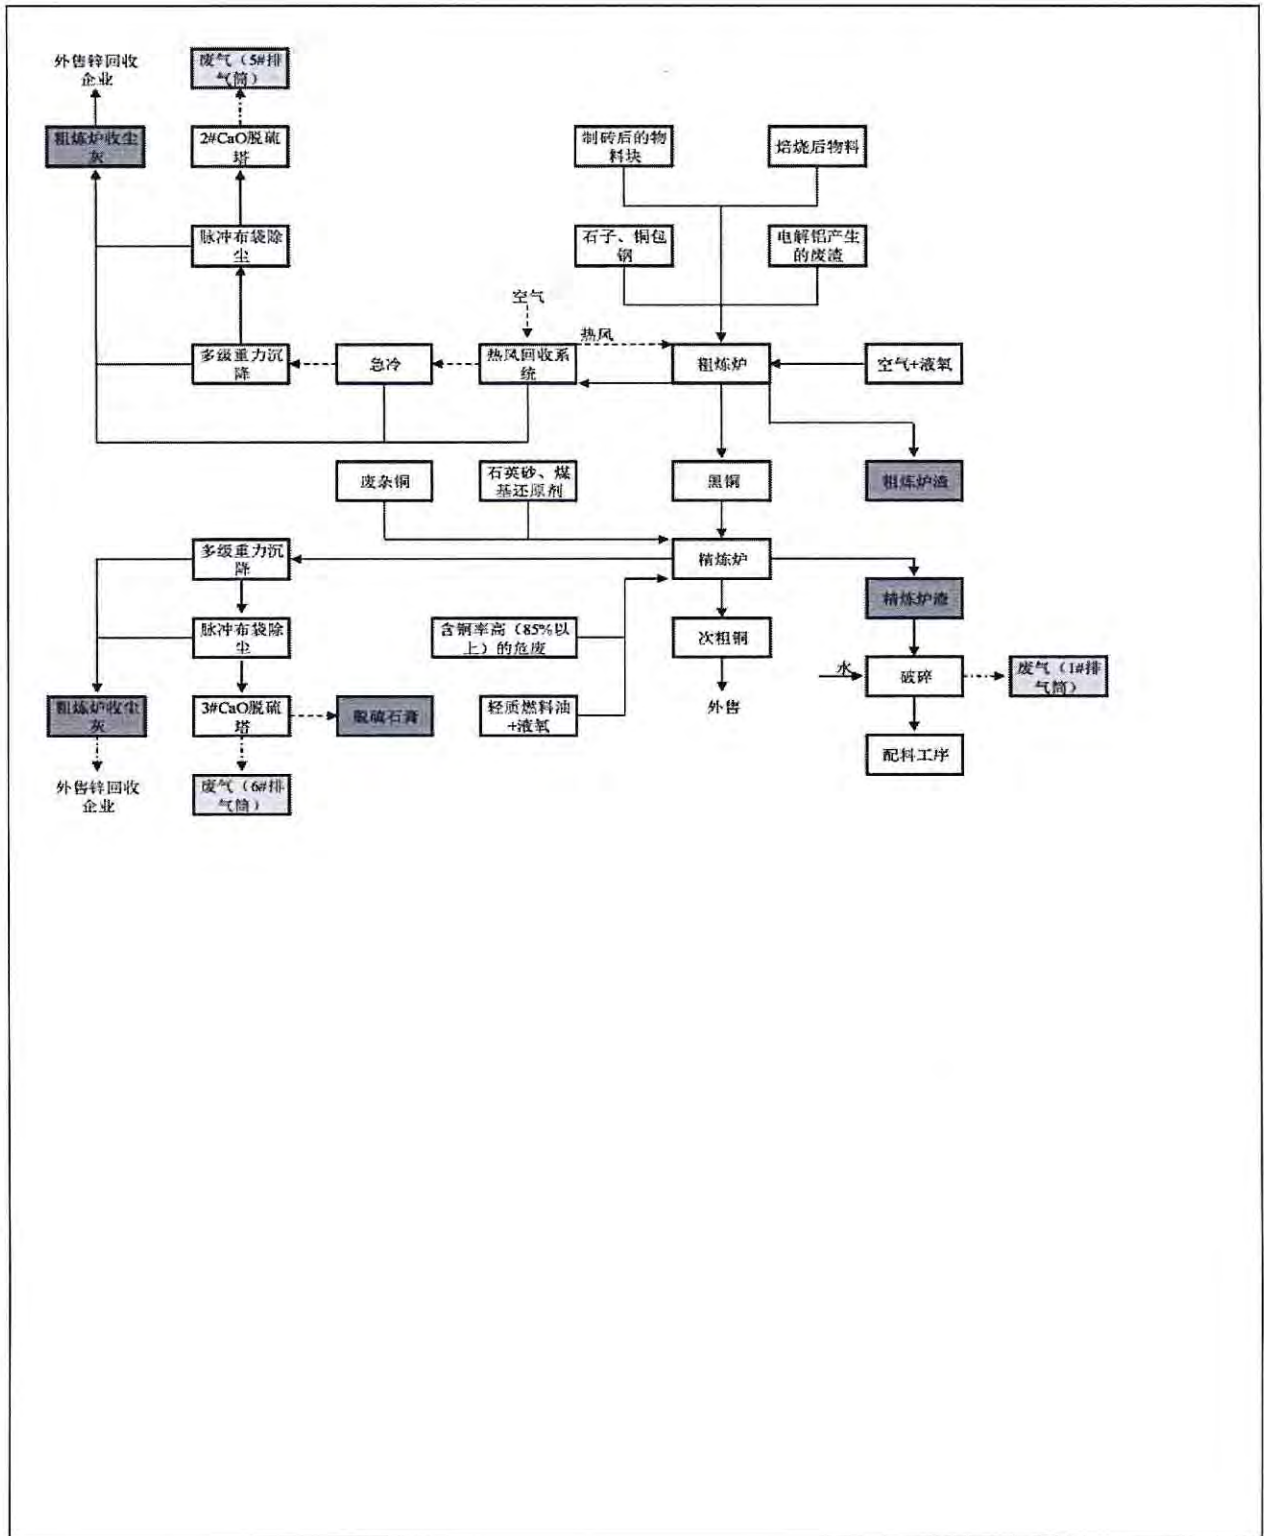 外售锌回收
企业
废气（5#排
气筒）
粗炼炉收尘
灰
2#CaO脱硫
塔
制砖后的物
料块
焙烧后物料
脉冲布袋除
尘
石子、铜包
钢
电解铝产生
的废渣
空气
热风
多级重力沉
降
急冷
热风回收系
统
粗炼炉
空气+液氧
废杂铜
石英砂、煤
基还原剂
黑铜
粗炼炉渣
多级重力沉
降
精炼炉
精炼炉渣
脉冲布袋除
尘
含铜率高（85%以
上）的危废
次粗铜
水
破碎
废气（1#排
气筒）
粗炼炉收尘
灰
3#CaO脱硫
塔
脱硫石膏
轻质燃料油
+液氧
外售
配料工序
外售锌回收
企业
废气（6#排
气筒）